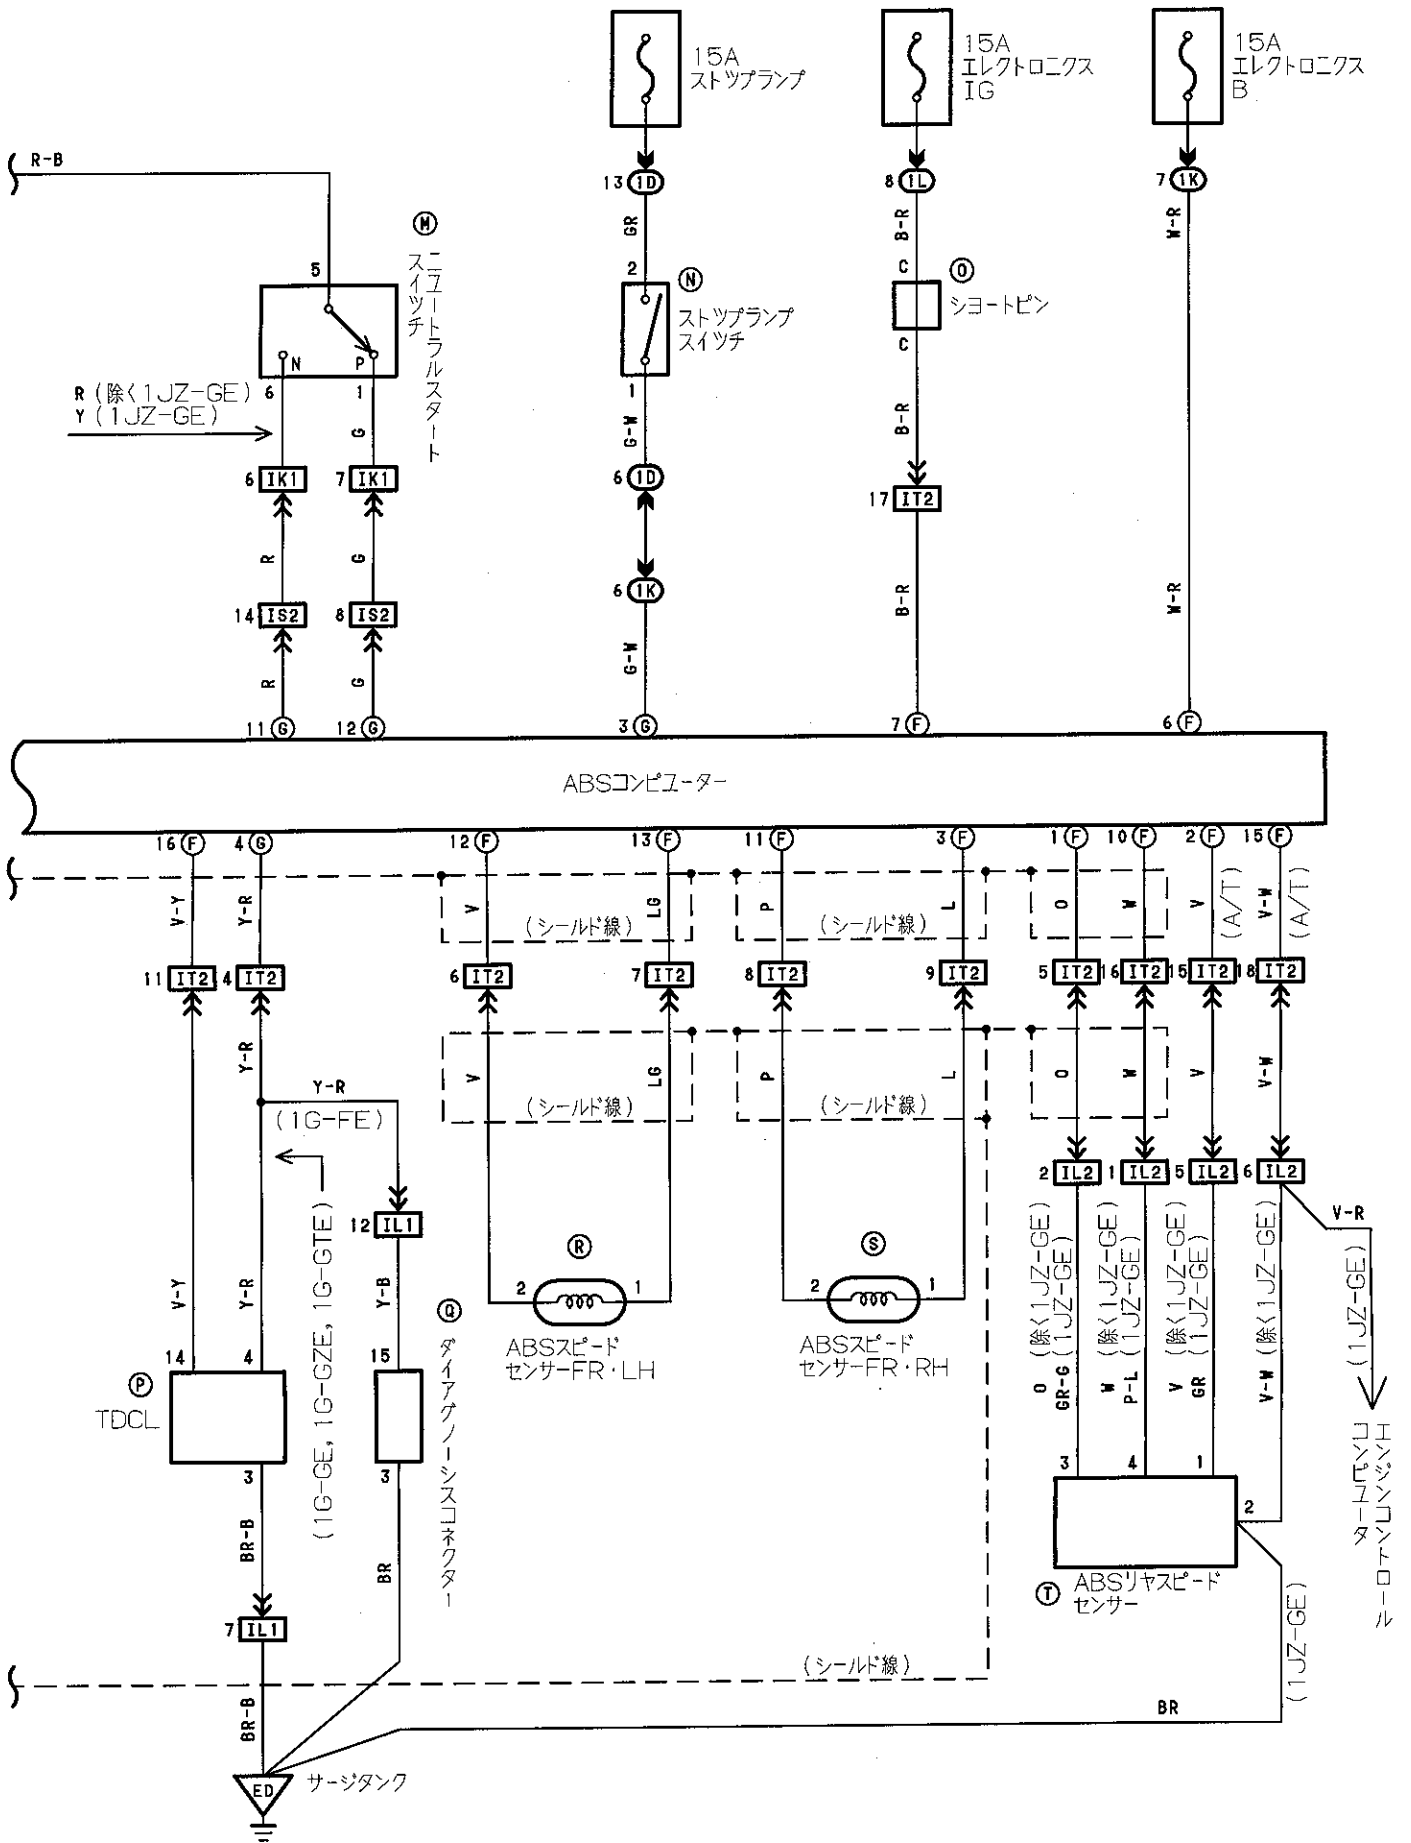 15A
ストツプランプ
15A
エレクトロニクス
IG
15A
エレクトロニクス
B
R-B
13 1D
8 1L
7 1K
M
ニユートラルスタート
スイツチ
GR
B-R
W-R
5
2
N
ストツプランプ
スイツチ
C
O
シヨートピン
C
N
P
R (除く1JZ-GE)
Y (1JZ-GE)
6
1
1
G
G-W
B-R
6 IK1
7 IK1
6 1D
17 IT2
R
G
6 1K
B-R
W-R
14 IS2
8 IS2
R
G
G-W
11 G
12 G
3 G
7 F
6 F
ABSコンピユーター
16 F
4 G
12 F
13 F
11 F
3 F
1 F
10 F
2 F
15 F
V-Y
Y-R
V
(シールド線)
LG
P
(シールド線)
L
O
W
V
(A/T)
V-W
(A/T)
11 IT2
4 IT2
6 IT2
7 IT2
8 IT2
9 IT2
5 IT2
16 IT2
15 IT2
18 IT2
Y-R
Y-R
(1G-FE)
V
(シールド線)
LG
P
(シールド線)
L
O
W
V
V-W
2 IL2
1 IL2
5 IL2
6 IL2
V-R
(1JZ-GE)
エンジンコントロール
コンピユータ
12 IL1
(1G-GE, 1G-GZE, 1G-GTE)
V-Y
Y-R
Y-B
Q
ダイアグノーシスコネクター
R
2
1
ABSスピード
センサーFR・LH
S
2
1
ABSスピード
センサーFR・RH
O (除く1JZ-GE)
GR-G (1JZ-GE)
W (除く1JZ-GE)
P-L (1JZ-GE)
V (除く1JZ-GE)
GR (1JZ-GE)
V-W (除く1JZ-GE)
14
4
15
P
TDCL
3
3
3
4
1
2
T
ABSリヤスピード
センサー
BR-B
BR
7 IL1
(1JZ-GE)
(シールド線)
BR-B
BR
ED
サージタンク